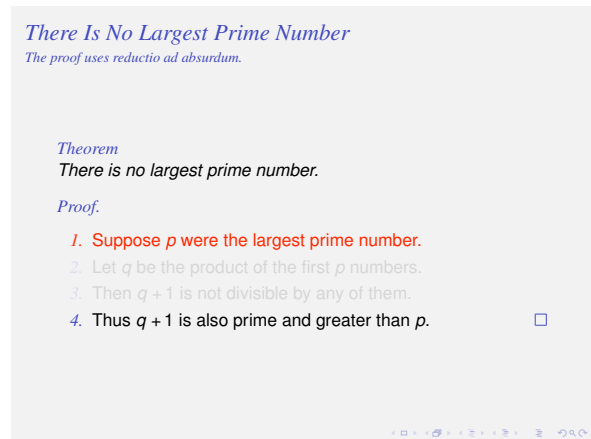 There Is No Largest Prime Number
The proof uses reductio ad absurdum.
Theorem
There is no largest prime number.
Proof.
1. Suppose p were the largest prime number.
2. Let q be the product of the first p numbers.
3. Then q + 1 is not divisible by any of them.
4. Thus q + 1 is also prime and greater than p.